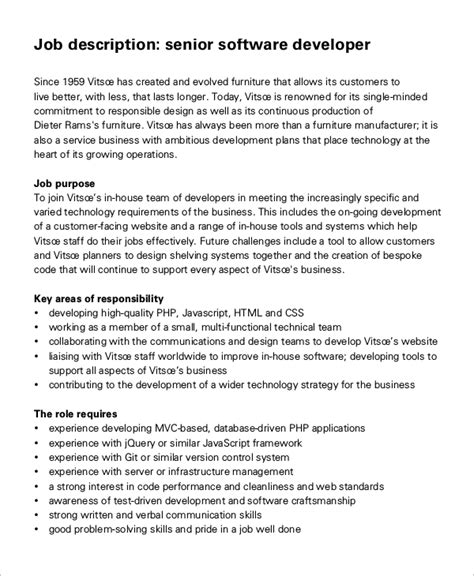 Job description: senior software developer
Since 1959 Vitsœ has created and evolved furniture that allows its customers to
live better, with less, that lasts longer. Today, Vitsœ is renowned for its single-minded
commitment to responsible design as well as its continuous production of
Dieter Rams's furniture. Vitsœ has always been more than a furniture manufacturer; it is
also a service business with ambitious development plans that place technology at the
heart of its growing operations.
Job purpose
To join Vitsœ's in-house team of developers in meeting the increasingly specific and
varied technology requirements of the business. This includes the on-going development
of a customer-facing website and a range of in-house tools and systems which help
Vitsœ staff do their jobs effectively. Future challenges include a tool to allow customers
and Vitsœ planners to design shelving systems together and the creation of bespoke
code that will continue to support every aspect of Vitsœ's business.
Key areas of responsibility
• developing high-quality PHP, Javascript, HTML and CSS
• working as a member of a small, multi-functional technical team
• collaborating with the communications and design teams to develop Vitsœ's website
• liaising with Vitsœ staff worldwide to improve in-house software; developing tools to
support all aspects of Vitsœ's business
• contributing to the development of a wider technology strategy for the business
The role requires
• experience developing MVC-based, database-driven PHP applications
• experience with jQuery or similar JavaScript framework
• experience with Git or similar version control system
• experience with server or infrastructure management
• a strong interest in code performance and cleanliness and web standards
• awareness of test-driven development and software craftsmanship
• strong written and verbal communication skills
• good problem-solving skills and pride in a job well done